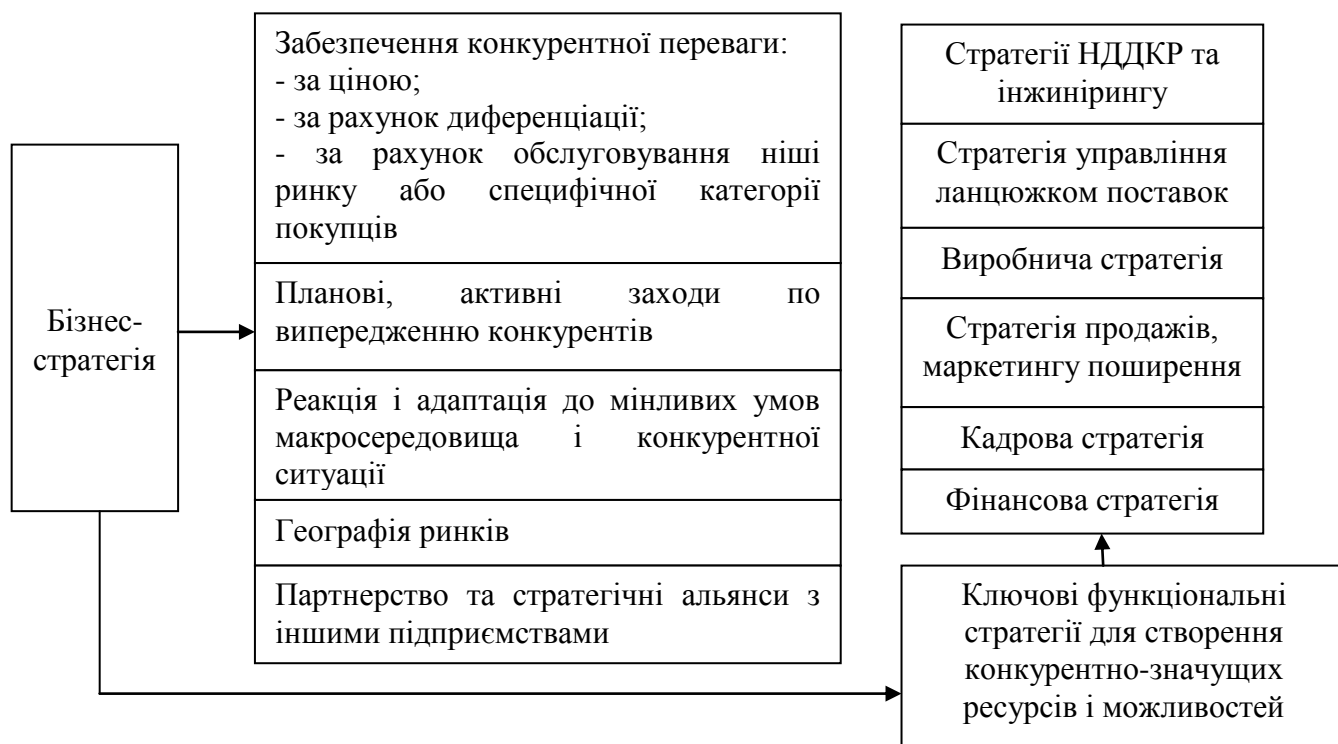 Бізнес-
стратегія
Забезпечення конкурентної переваги:
- за ціною;
- за рахунок диференціації;
- за рахунок обслуговування ніші
ринку або специфічної категорії
покупців
Планові, активні заходи по
випередженню конкурентів
Реакція і адаптація до мінливих умов
макросередовища і конкурентної
ситуації
Географія ринків
Партнерство та стратегічні альянси з
іншими підприємствами
Стратегії НДДКР та
інжинірингу
Стратегія управління
ланцюжком поставок
Виробнича стратегія
Стратегія продажів,
маркетингу поширення
Кадрова стратегія
Фінансова стратегія
Ключові функціональні
стратегії для створення
конкурентно-значущих
ресурсів і можливостей